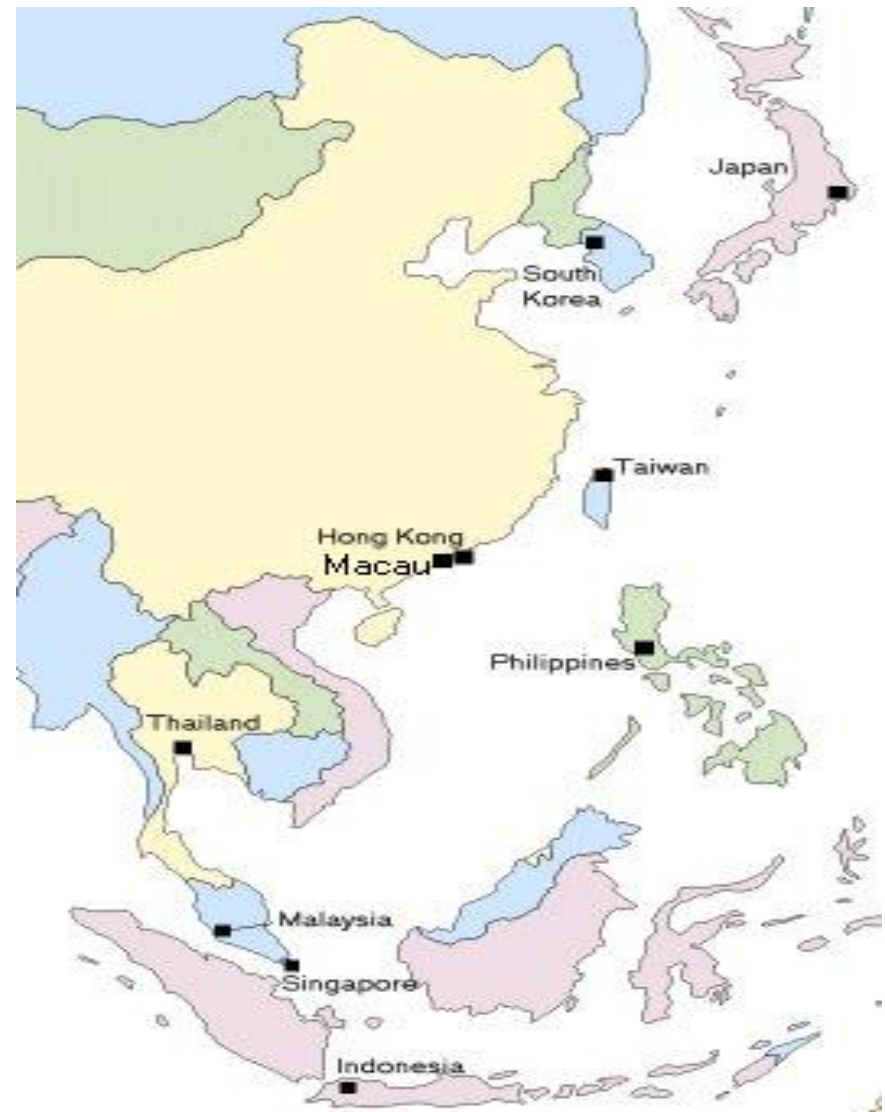 Japan
South
Korea
Taiwan
Hong Kong
Macau
Philippines
Thailand
Malaysia
Singapore
Indonesia